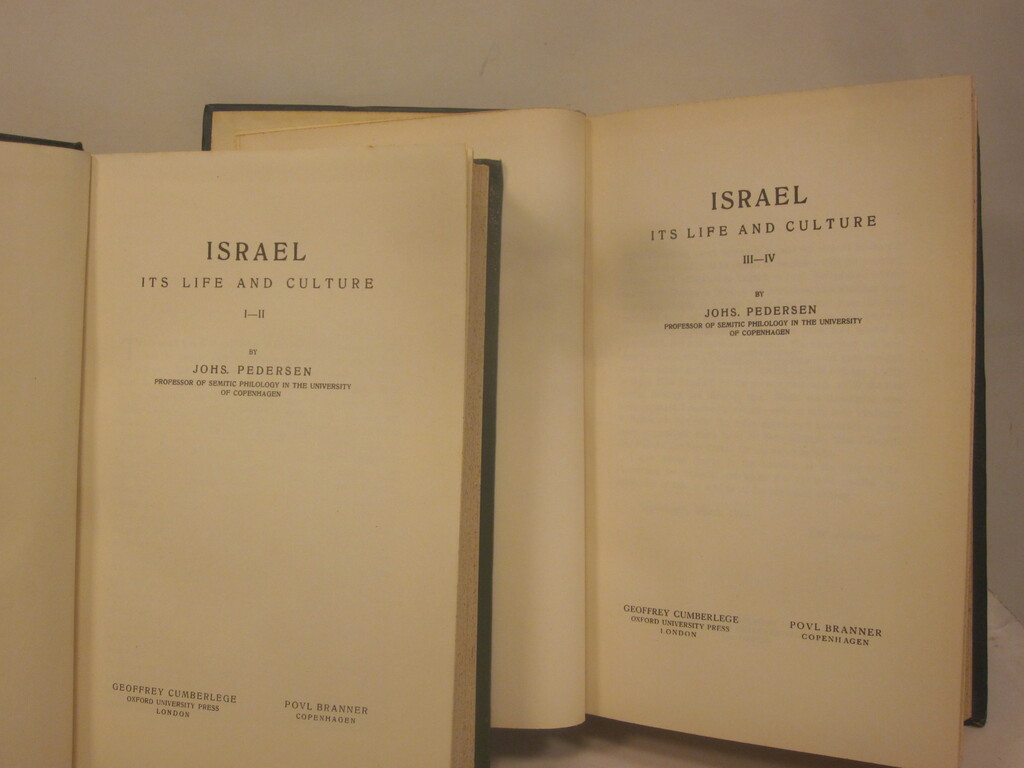 ISRAEL
ITS LIFE AND CULTURE
I—II
BY
JOHS. PEDERSEN
PROFESSOR OF SEMITIC PHILOLOGY IN THE UNIVERSITY
OF COPENHAGEN
GEOFFREY CUMBERLEGE
OXFORD UNIVERSITY PRESS
LONDON
POVL BRANNER
COPENHAGEN
ISRAEL
ITS LIFE AND CULTURE
III—IV
BY
JOHS. PEDERSEN
PROFESSOR OF SEMITIC PHILOLOGY IN THE UNIVERSITY
OF COPENHAGEN
GEOFFREY CUMBERLEGE
OXFORD UNIVERSITY PRESS
LONDON
POVL BRANNER
COPENHAGEN